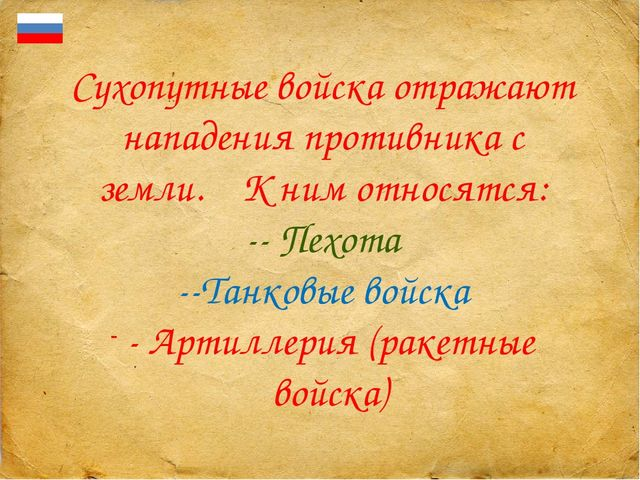 Сухопутные войска отражают
нападения противника с
земли. К ним относятся:
-- Пехота
--Танковые войска
- - Артиллерия (ракетные
войска)